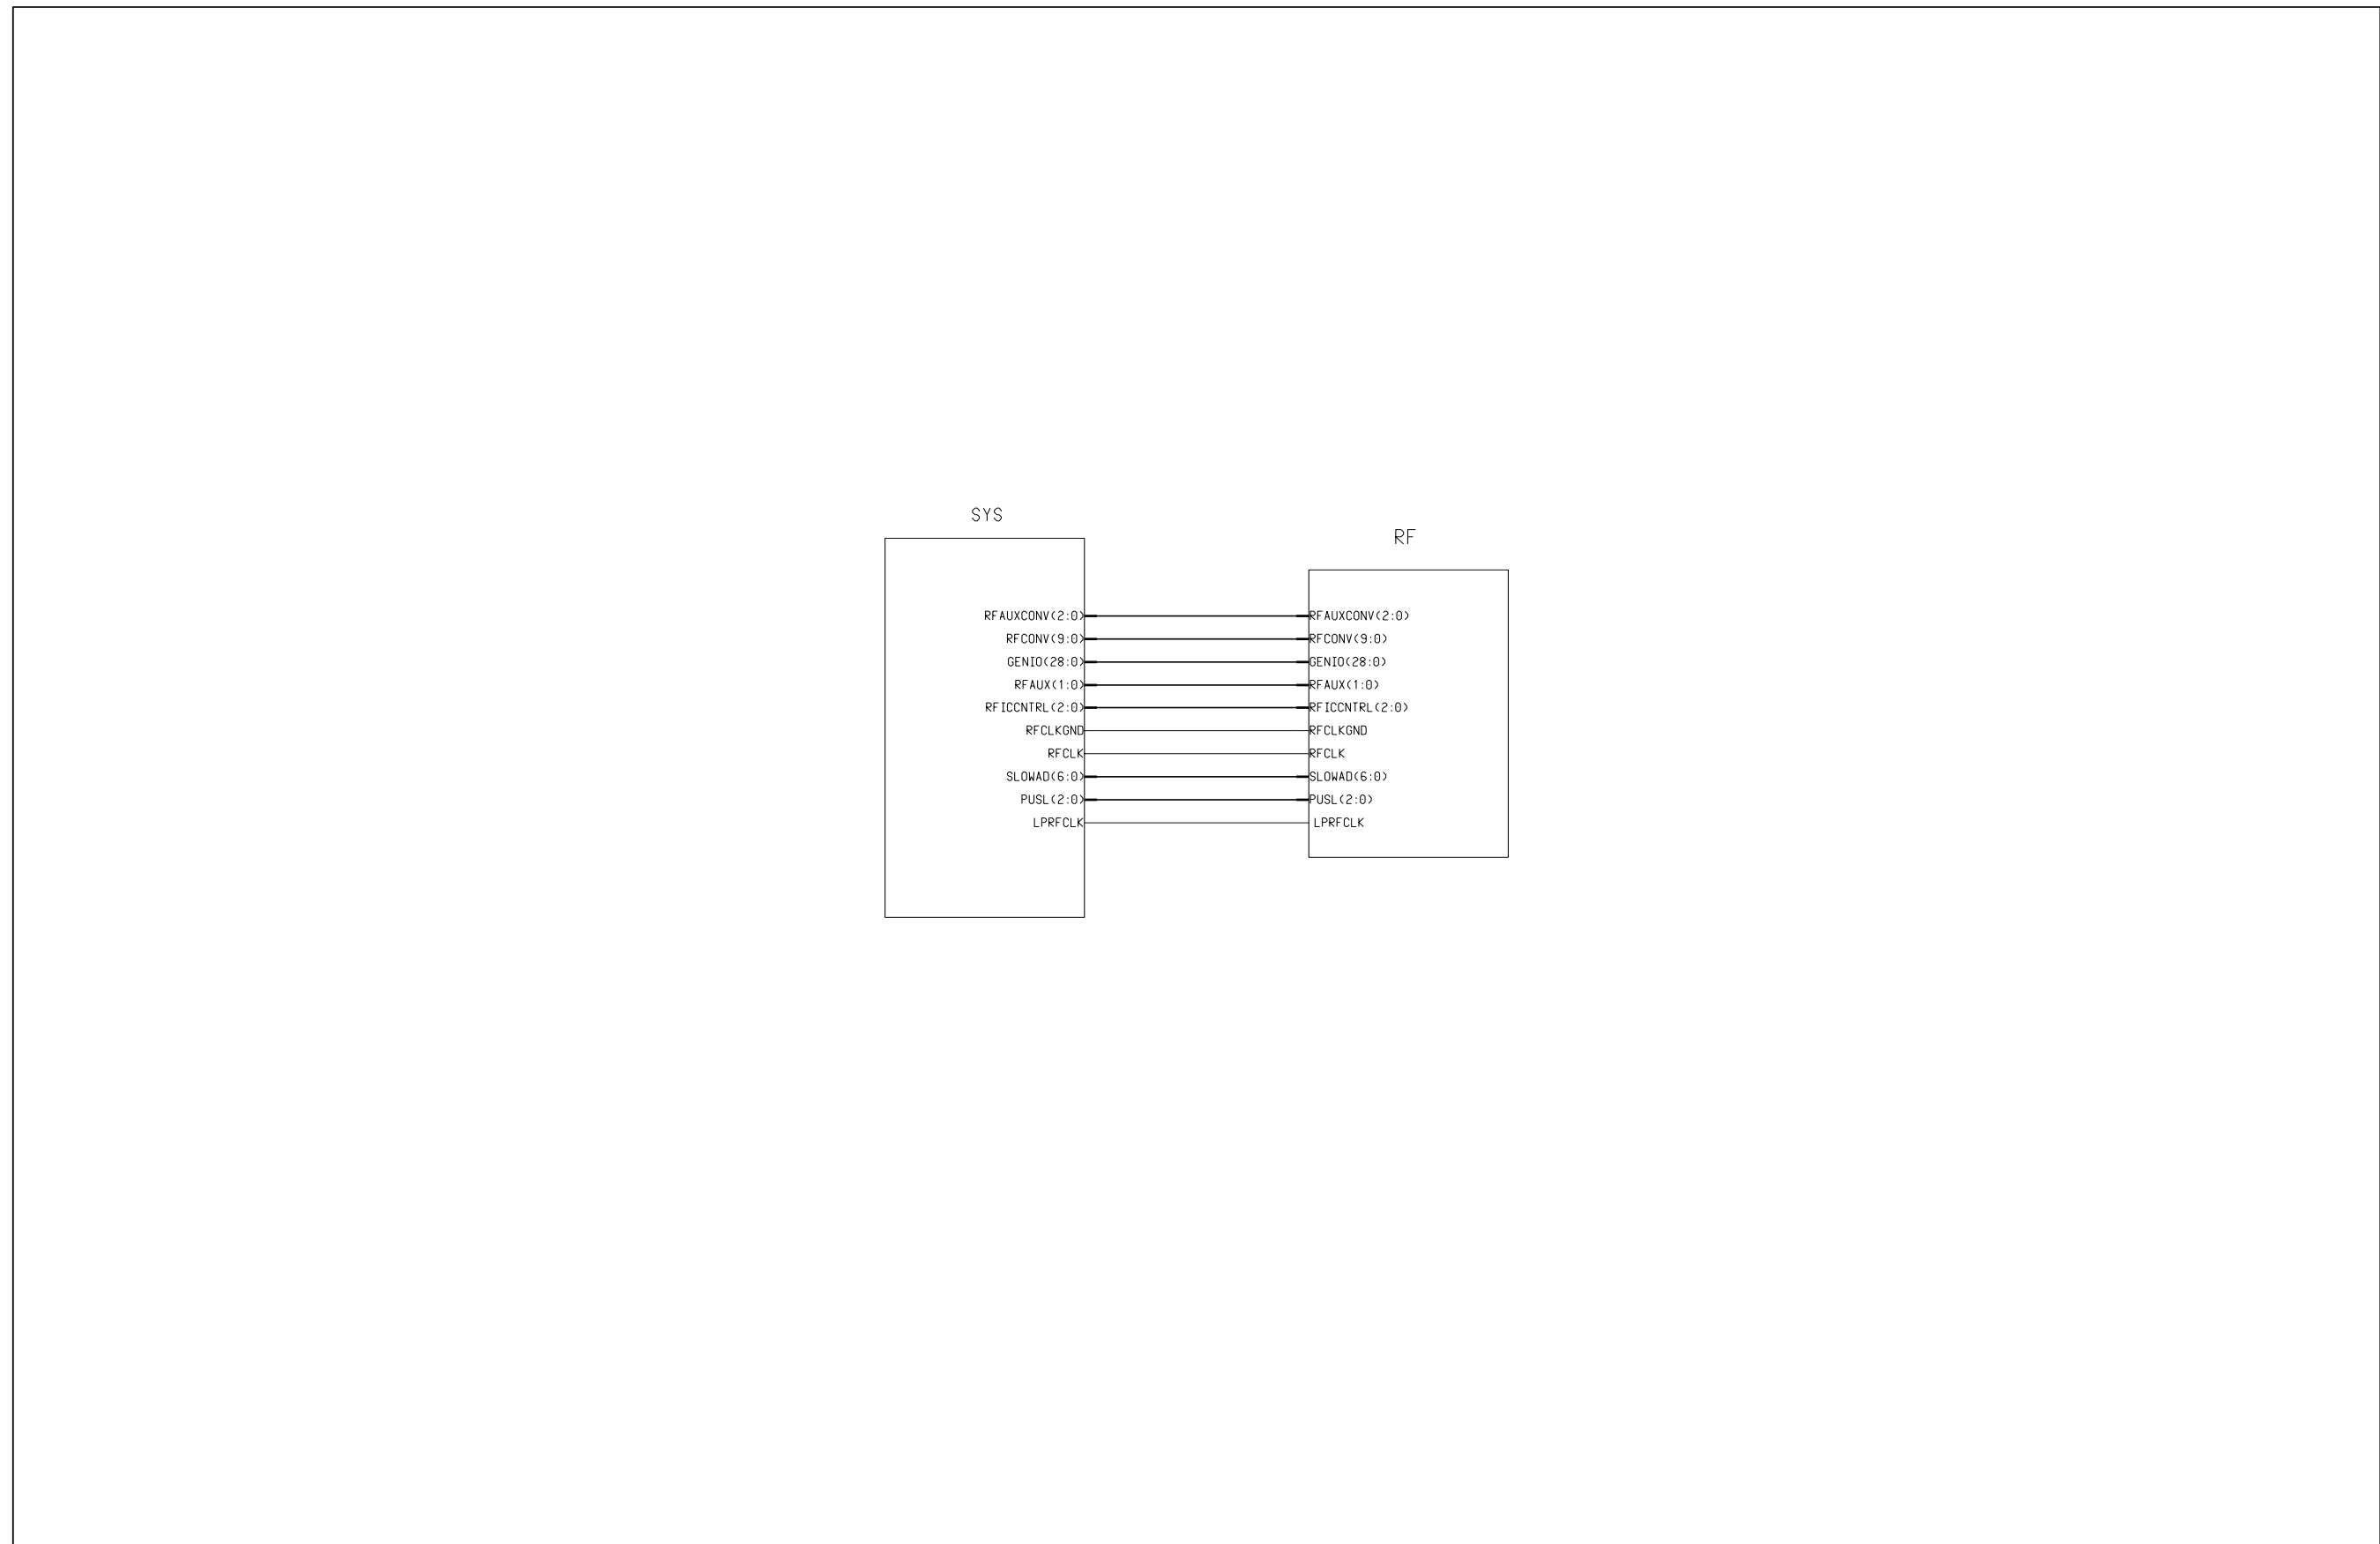 SYS
RF
RFAUXCONV(2:0) RFAUXCONV(2:0)
RFCONV(9:0) RFCONV(9:0)
GENIO(28:0) GENIO(28:0)
RFAUX(1:0) RFAUX(1:0)
RFICCNTRL(2:0) RFICCNTRL(2:0)
RFCLKGND RFCLKGND
RFCLK RFCLK
SLOWAD(6:0) SLOWAD(6:0)
PUSL(2:0) PUSL(2:0)
LPRFCLK LPRFCLK